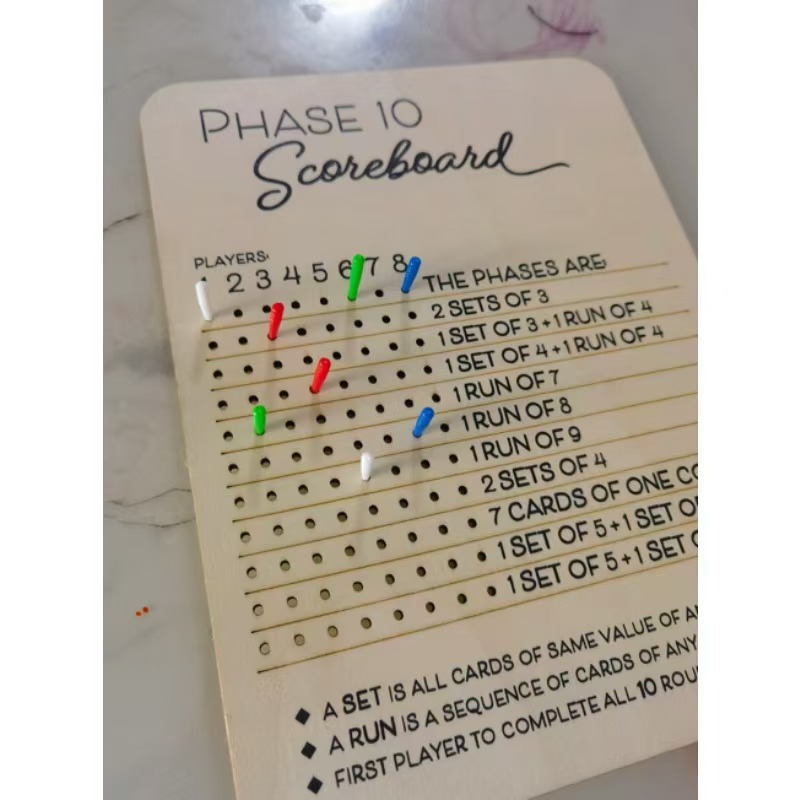 PHASE 10
Scoreboard
PLAYERS:
2 3 4 5 6 7 8
THE PHASES ARE:
2 SETS OF 3
1 SET OF 3 + 1 RUN OF 4
1 SET OF 4 + 1 RUN OF 4
1 RUN OF 7
1 RUN OF 8
1 RUN OF 9
2 SETS OF 4
7 CARDS OF ONE
1 SET OF 5 + 1 SET
1 SET OF 5 + 1 SET
◆ A SET IS ALL CARDS OF SAME VALUE OF
◆ A RUN IS A SEQUENCE OF CARDS OF ANY
◆ FIRST PLAYER TO COMPLETE ALL 10